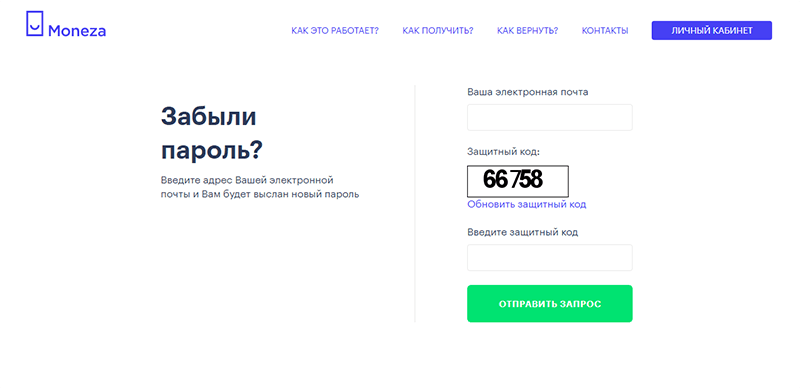 Moneza
КАК ЭТО РАБОТАЕТ?
КАК ПОЛУЧИТЬ?
КАК ВЕРНУТЬ?
КОНТАКТЫ
ЛИЧНЫЙ КАБИНЕТ
Забыли
пароль?
Введите адрес Вашей электронной
почты и Вам будет выслан новый пароль
Ваша электронная почта
Защитный код:
66758
Обновить защитный код
Введите защитный код
ОТПРАВИТЬ ЗАПРОС